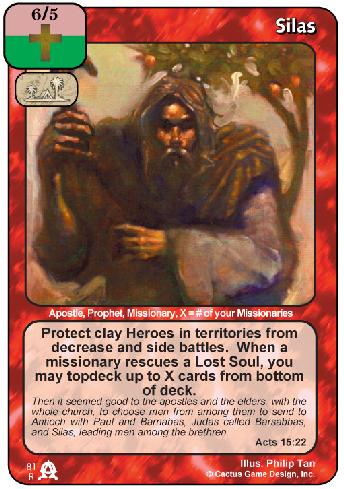 6/5
Silas
Apostle, Prophet, Missionary, X = # of your Missionaries
Protect clay Heroes in territories from
decrease and side battles. When a
missionary rescues a Lost Soul, you
may topdeck up to X cards from bottom
of deck.
Then it seemed good to the apostles and the elders, with the
whole church, to choose men from among them to send to
Antioch with Paul and Barnabas, Judas called Barsabbas,
and Silas, leading men among the brethren
Acts 15:22
Illus. Philip Tan
© Cactus Game Design, Inc.
81
R